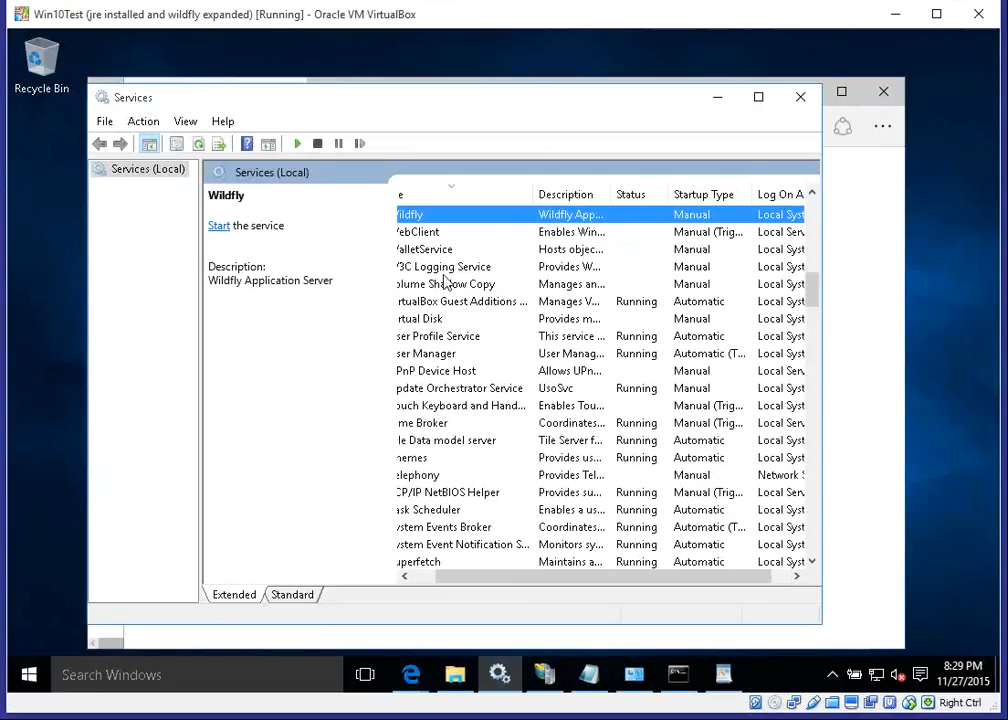 Win10Test (jre installed and wildfly expanded) [Running] - Oracle VM VirtualBox
Recycle Bin
Services
File Action View Help
Services (Local)
Services (Local)
Wildfly
Start the service
Description:
Wildfly Application Server
e Description Status Startup Type Log On A
ildfly Wildfly App... Manual Local Syst
ebClient Enables Win... Manual (Trig... Local Serv
alletService Hosts objec... Manual Local Syst
3C Logging Service Provides W... Manual Local Syst
olume Shadow Copy Manages an... Manual Local Syst
irtualBox Guest Additions ... Manages V... Running Automatic Local Syst
irtual Disk Provides m... Manual Local Syst
ser Profile Service This service ... Running Automatic Local Syst
ser Manager User Manag... Running Automatic (T... Local Syst
PnP Device Host Allows UPn... Manual Local Serv
pdate Orchestrator Service UsoSvc Running Manual Local Syst
ouch Keyboard and Hand... Enables Tou... Manual (Trig... Local Syst
ime Broker Coordinates... Running Manual (Trig... Local Serv
ile Data model server Tile Server f... Running Automatic Local Syst
hemes Provides us... Running Automatic Local Syst
elephony Provides Tel... Manual Network S
CP/IP NetBIOS Helper Provides su... Running Manual (Trig... Local Serv
ask Scheduler Enables a us... Running Automatic Local Syst
ystem Events Broker Coordinates... Running Automatic (T... Local Syst
ystem Event Notification S... Monitors sy... Running Automatic Local Syst
uperfetch Maintains a... Running Automatic Local Syst
Extended Standard
Search Windows
8:29 PM
11/27/2015
Right Ctrl